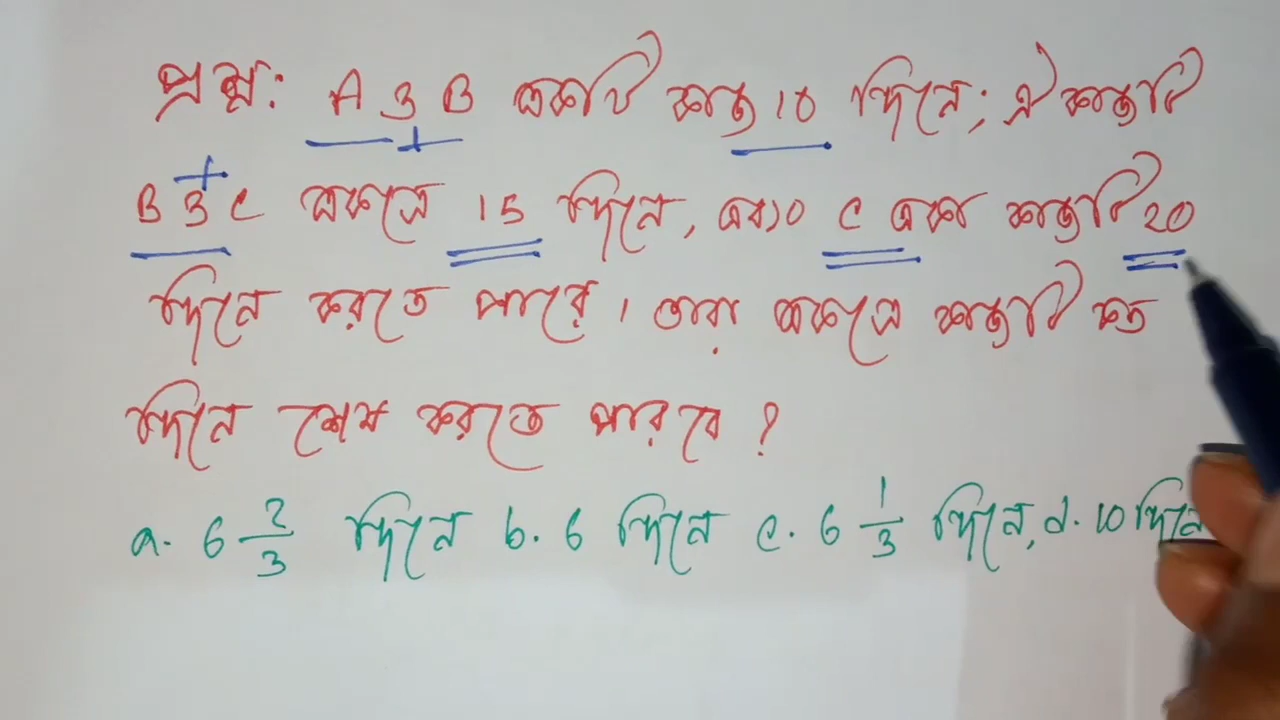 প্রশ্ন: A ও B একটি কাজ 10 দিনে; ঐ কাজটি
B ও C একত্রে 15 দিনে, এবং C একা কাজটি 20
দিনে করতে পারে। তারা একত্রে কাজটি কত
দিনে শেষ করতে পারবে?
a. 6 2/3 দিনে b. 6 দিনে c. 6 1/3 দিনে, d. 10 দিনে